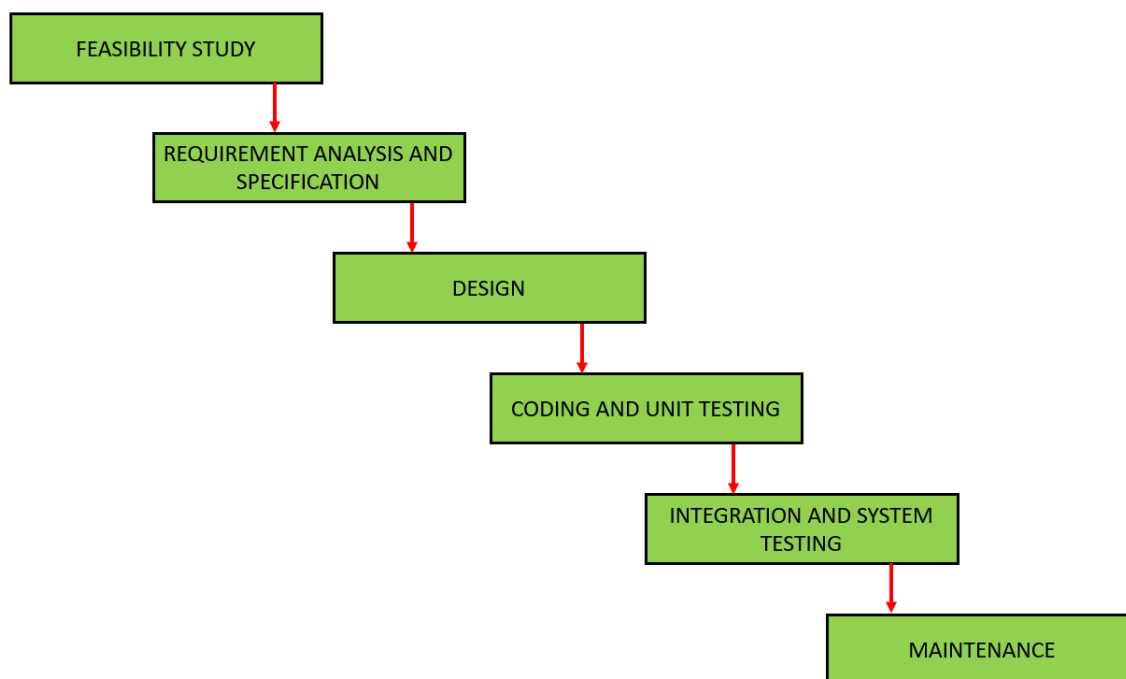 FEASIBILITY STUDY
REQUIREMENT ANALYSIS AND
SPECIFICATION
DESIGN
CODING AND UNIT TESTING
INTEGRATION AND SYSTEM
TESTING
MAINTENANCE